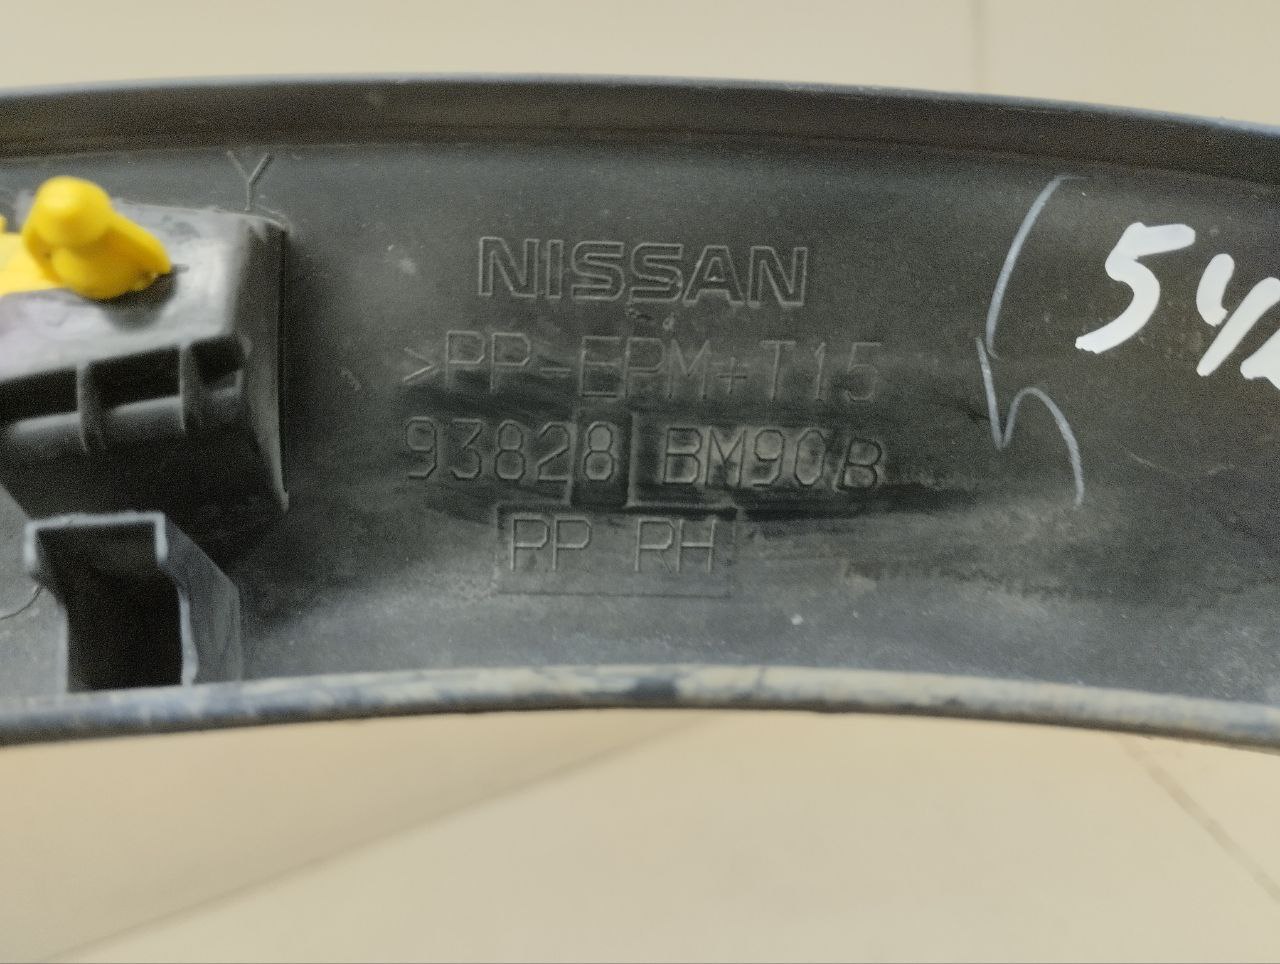 Y
NISSAN
>PP-EPM+T15
93828 BM90B
PP RH